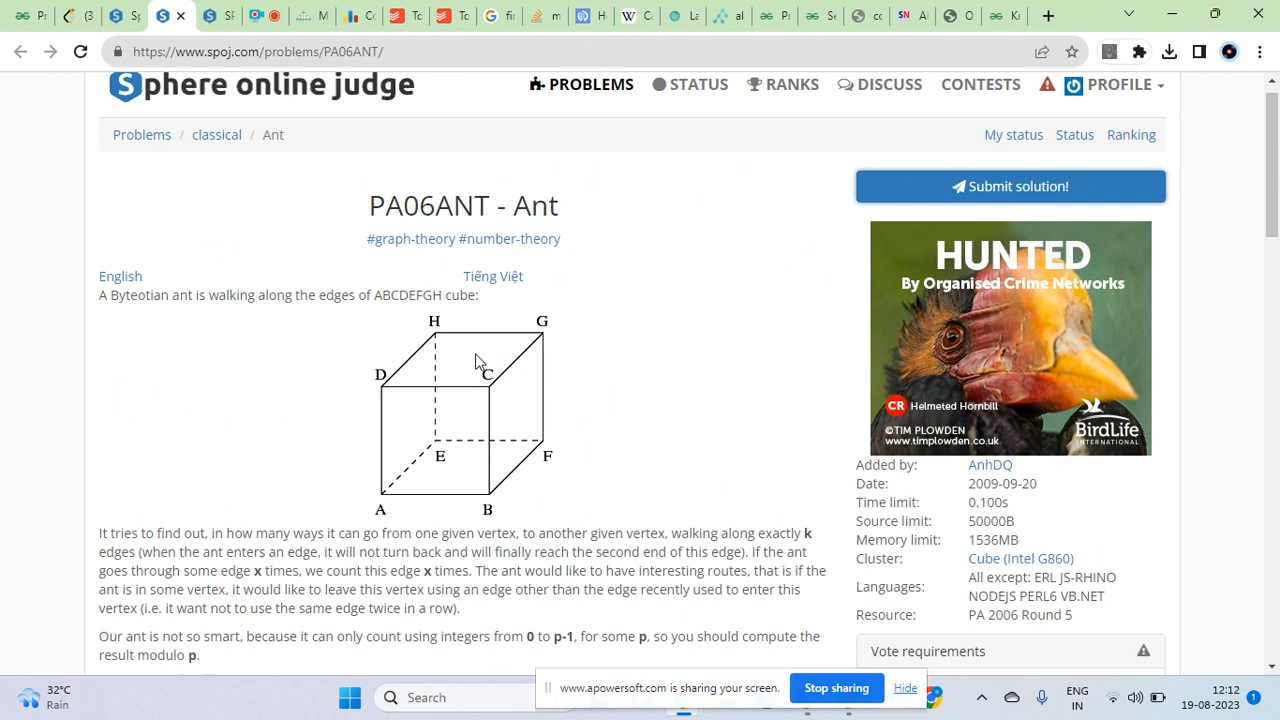 https://www.spoj.com/problems/PA06ANT/
Sphere online judge
PROBLEMS STATUS RANKS DISCUSS CONTESTS PROFILE
Problems / classical / Ant
My status Status Ranking
PA06ANT - Ant
#graph-theory #number-theory
English
Tiếng Việt
A Byteotian ant is walking along the edges of ABCDEFGH cube:
H G
D C
E F
A B
It tries to find out, in how many ways it can go from one given vertex, to another given vertex, walking along exactly k
edges (when the ant enters an edge, it will not turn back and will finally reach the second end of this edge). If the ant
goes through some edge x times, we count this edge x times. The ant would like to have interesting routes, that is if the
ant is in some vertex, it would like to leave this vertex using an edge other than the edge recently used to enter this
vertex (i.e. it want not to use the same edge twice in a row).
Our ant is not so smart, because it can only count using integers from 0 to p-1, for some p, so you should compute the
result modulo p.
Submit solution!
HUNTED
By Organised Crime Networks
CR Helmeted Hornbill
©TIM PLOWDEN
www.timplowden.co.uk
BirdLife
INTERNATIONAL
Added by: AnhDQ
Date: 2009-09-20
Time limit: 0.100s
Source limit: 50000B
Memory limit: 1536MB
Cluster: Cube (Intel G860)
Languages: All except: ERL JS-RHINO
NODEJS PERL6 VB.NET
Resource: PA 2006 Round 5
Vote requirements
www.apowersoft.com is sharing your screen. Stop sharing Hide
32°C
Rain
Search
ENG
IN
12:12
19-08-2023
1